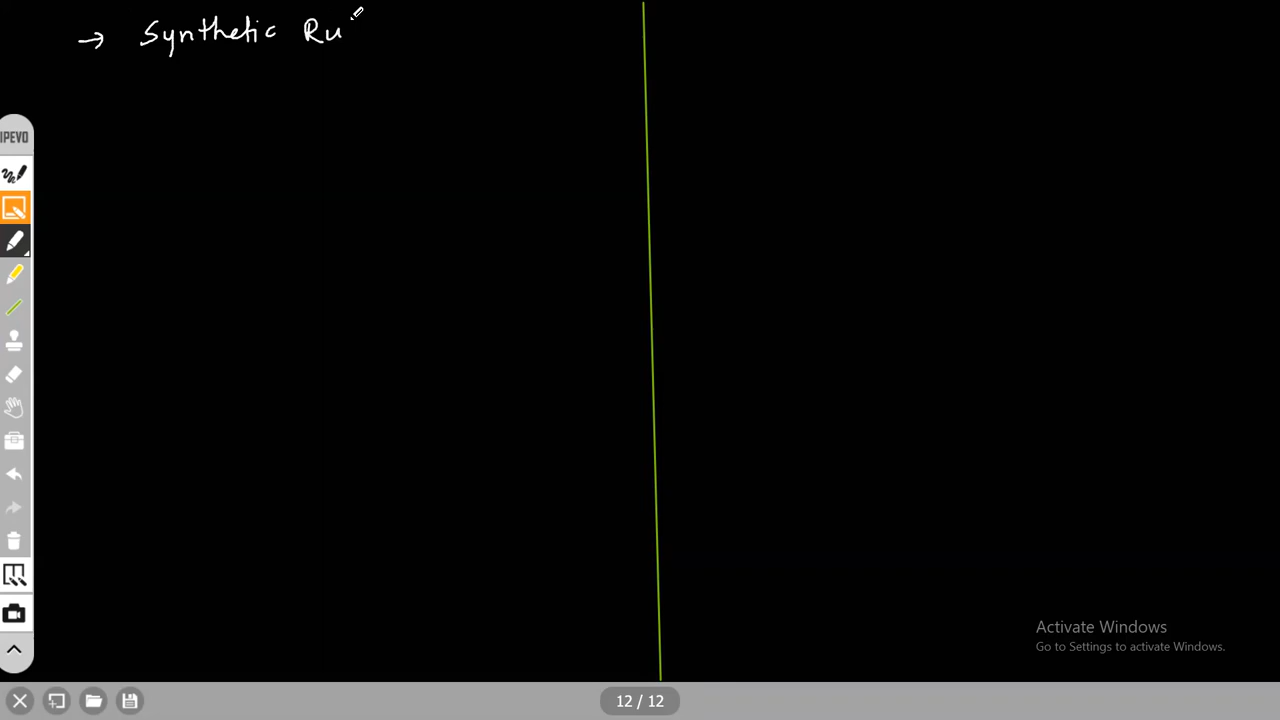 → Synthetic Ru
IPEVO
Activate Windows
Go to Settings to activate Windows.
12 / 12